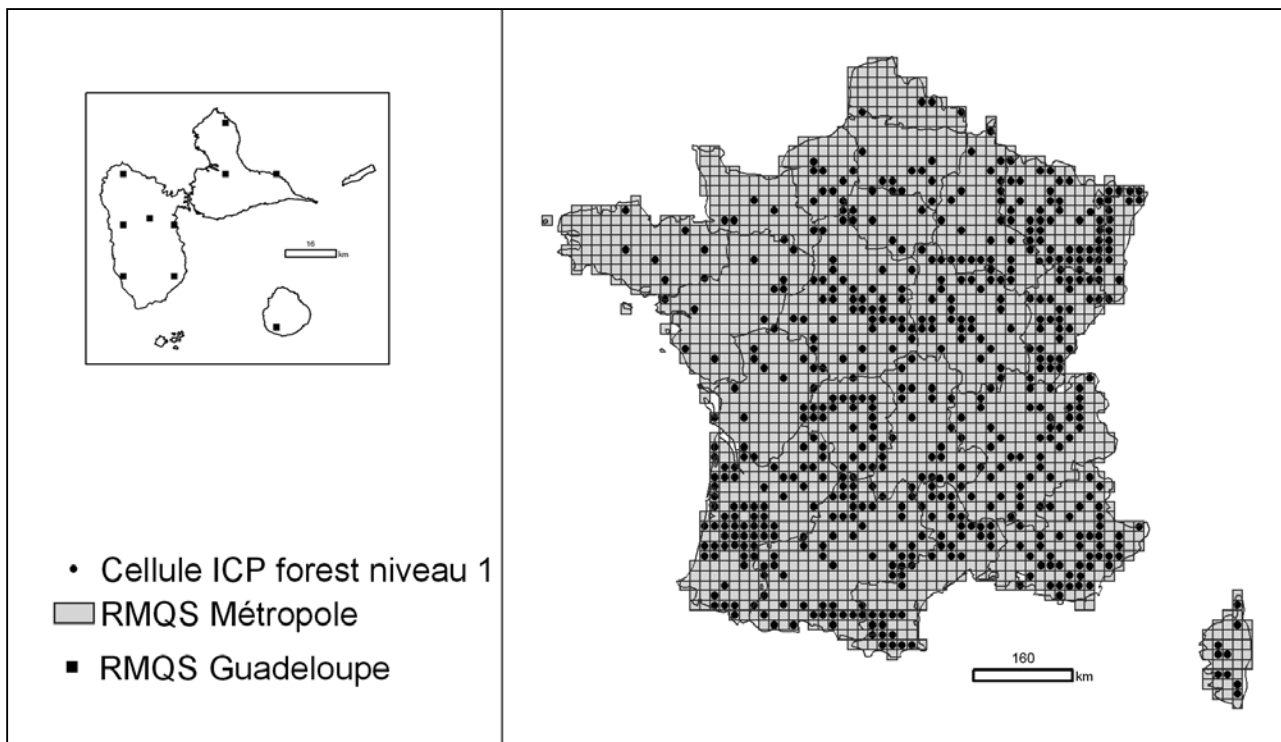 16
km
Cellule ICP forest niveau 1
RMQS Métropole
RMQS Guadeloupe
160
km